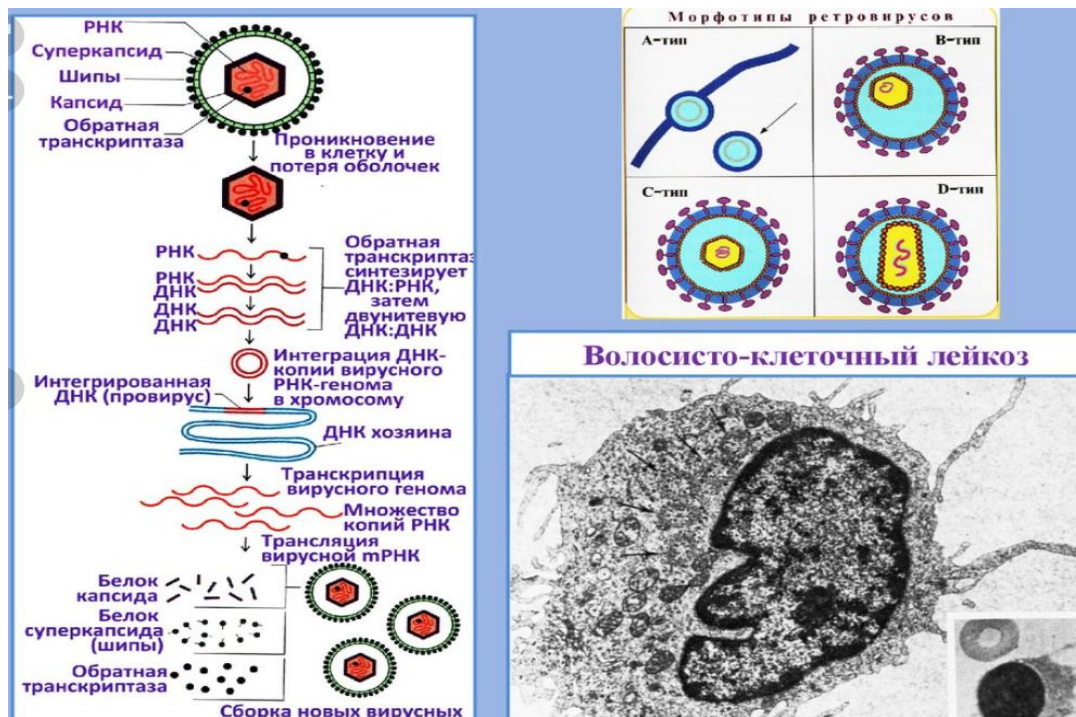 РНК
Суперкапсид
Шипы
Капсид
Обратная
транскриптаза
Проникновение
в клетку и
потеря оболочек
РНК
РНК
ДНК
ДНК
ДНК
Обратная
транскриптаз
синтезирует
ДНК:РНК,
затем
двунитевую
ДНК:ДНК
Интеграция ДНК-
копии вирусного
РНК-генома
в хромосому
Интегрированная
ДНК (провирус)
ДНК хозяина
Транскрипция
вирусного генома
Множество
копий РНК
Трансляция
вирусной mРНК
Белок
капсида
Белок
суперкапсида
(шипы)
Обратная
транскриптаза
Сборка новых вирусных
Морфотипы ретровирусов
А-тип
В-тип
С-тип
D-тип
Волосисто-клеточный лейкоз